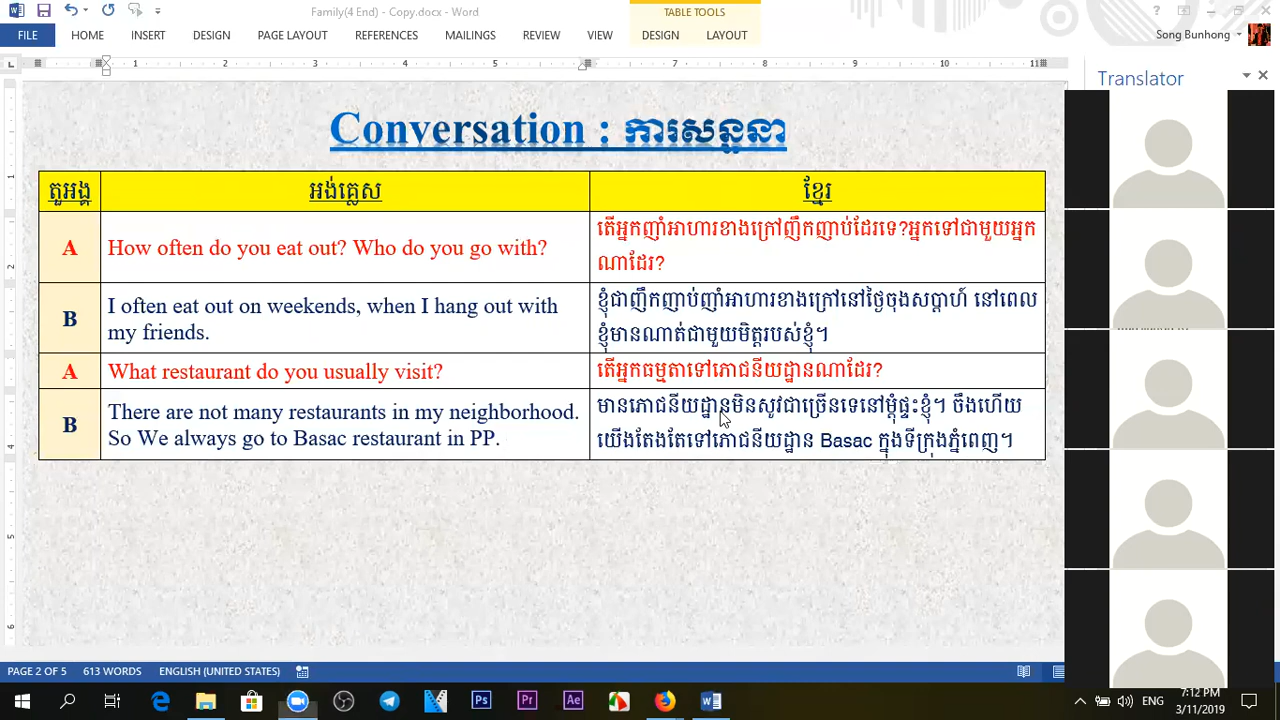 Family(4 End) - Copy.docx - Word
TABLE TOOLS
FILE HOME INSERT DESIGN PAGE LAYOUT REFERENCES MAILINGS REVIEW VIEW DESIGN LAYOUT Song Bunhong
Translator
Conversation : ការសន្ទនា
តួអង្គ អង់គ្លេស ខ្មែរ
A How often do you eat out? Who do you go with?
តើអ្នកញាំអាហារខាងក្រៅញឹកញាប់ដែរទេ?អ្នកទៅជាមួយអ្នក
ណាដែរ?
B I often eat out on weekends, when I hang out with
my friends.
ខ្ញុំជាញឹកញាប់ញាំអាហារខាងក្រៅនៅថ្ងៃចុងសប្តាហ៍ នៅពេល
ខ្ញុំមានណាត់ជាមួយមិត្តរបស់ខ្ញុំ។
A What restaurant do you usually visit?
តើអ្នកធម្មតាទៅភោជនីយដ្ឋានណាដែរ?
B There are not many restaurants in my neighborhood.
So We always go to Basac restaurant in PP.
មានភោជនីយដ្ឋានមិនសូវជាច្រើនទេនៅម្តុំផ្ទះខ្ញុំ។ ចឹងហើយ
យើងតែងតែទៅភោជនីយដ្ឋាន Basac ក្នុងទីក្រុងភ្នំពេញ។
PAGE 2 OF 5 613 WORDS ENGLISH (UNITED STATES)
ENG
7:12 PM
3/11/2019